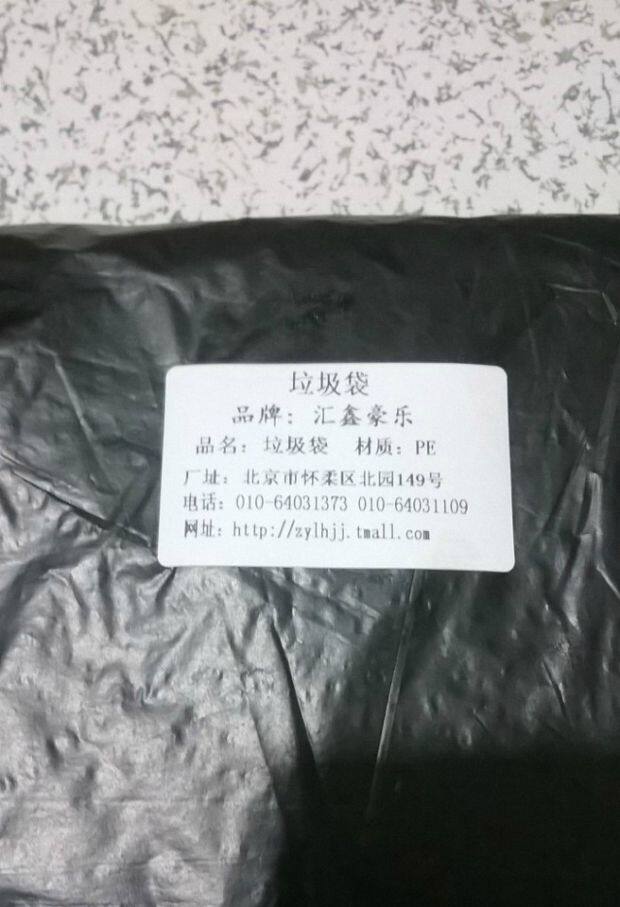 垃圾袋
品牌：汇鑫豪乐
品名：垃圾袋 材质：PE
厂址：北京市怀柔区北园149号
电话：010-64031373 010-64031109
网址：http://zylhjj.tmall.com